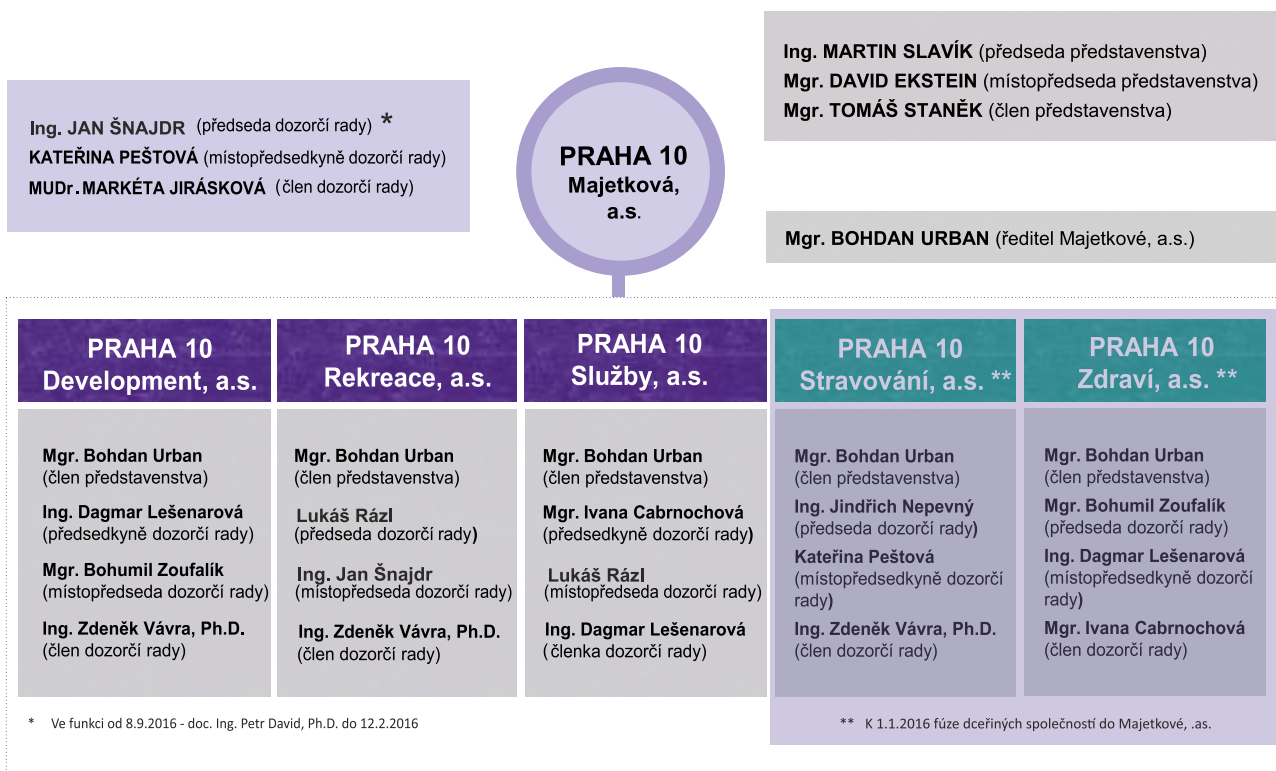 Ing. JAN ŠNAJDR (předseda dozorčí rady) *
KATEŘINA PEŠTOVÁ (místopředsedkyně dozorčí rady)
MUDr. MARKÉTA JIRÁSKOVÁ (člen dozorčí rady)
PRAHA 10
Majetková,
a.s.
Ing. MARTIN SLAVÍK (předseda představenstva)
Mgr. DAVID EKSTEIN (místopředseda představenstva)
Mgr. TOMÁŠ STANĚK (člen představenstva)
Mgr. BOHDAN URBAN (ředitel Majetkové, a.s.)
PRAHA 10
Development, a.s.
Mgr. Bohdan Urban
(člen představenstva)
Ing. Dagmar Lešenarová
(předsedkyně dozorčí rady)
Mgr. Bohumil Zoufalík
(místopředseda dozorčí rady)
Ing. Zdeněk Vávra, Ph.D.
(člen dozorčí rady)
PRAHA 10
Rekreace, a.s.
Mgr. Bohdan Urban
(člen představenstva)
Lukáš Rázl
(předseda dozorčí rady)
Ing. Jan Šnajdr
(místopředseda dozorčí rady)
Ing. Zdeněk Vávra, Ph.D.
(člen dozorčí rady)
PRAHA 10
Služby, a.s.
Mgr. Bohdan Urban
(člen představenstva)
Mgr. Ivana Cabrnochová
(předsedkyně dozorčí rady)
Lukáš Rázl
(místopředseda dozorčí rady)
Ing. Dagmar Lešenarová
(členka dozorčí rady)
PRAHA 10
Stravování, a.s. **
Mgr. Bohdan Urban
(člen představenstva)
Ing. Jindřich Nepevný
(předseda dozorčí rady)
Kateřina Peštová
(místopředsedkyně dozorčí
rady)
Ing. Zdeněk Vávra, Ph.D.
(člen dozorčí rady)
PRAHA 10
Zdraví, a.s. **
Mgr. Bohdan Urban
(člen představenstva)
Mgr. Bohumil Zoufalík
(předseda dozorčí rady)
Ing. Dagmar Lešenarová
(místopředsedkyně dozorčí
rady)
Mgr. Ivana Cabrnochová
(člen dozorčí rady)
* Ve funkci od 8.9.2016 - doc. Ing. Petr David, Ph.D. do 12.2.2016
** K 1.1.2016 fúze dceřiných společností do Majetkové, .as.